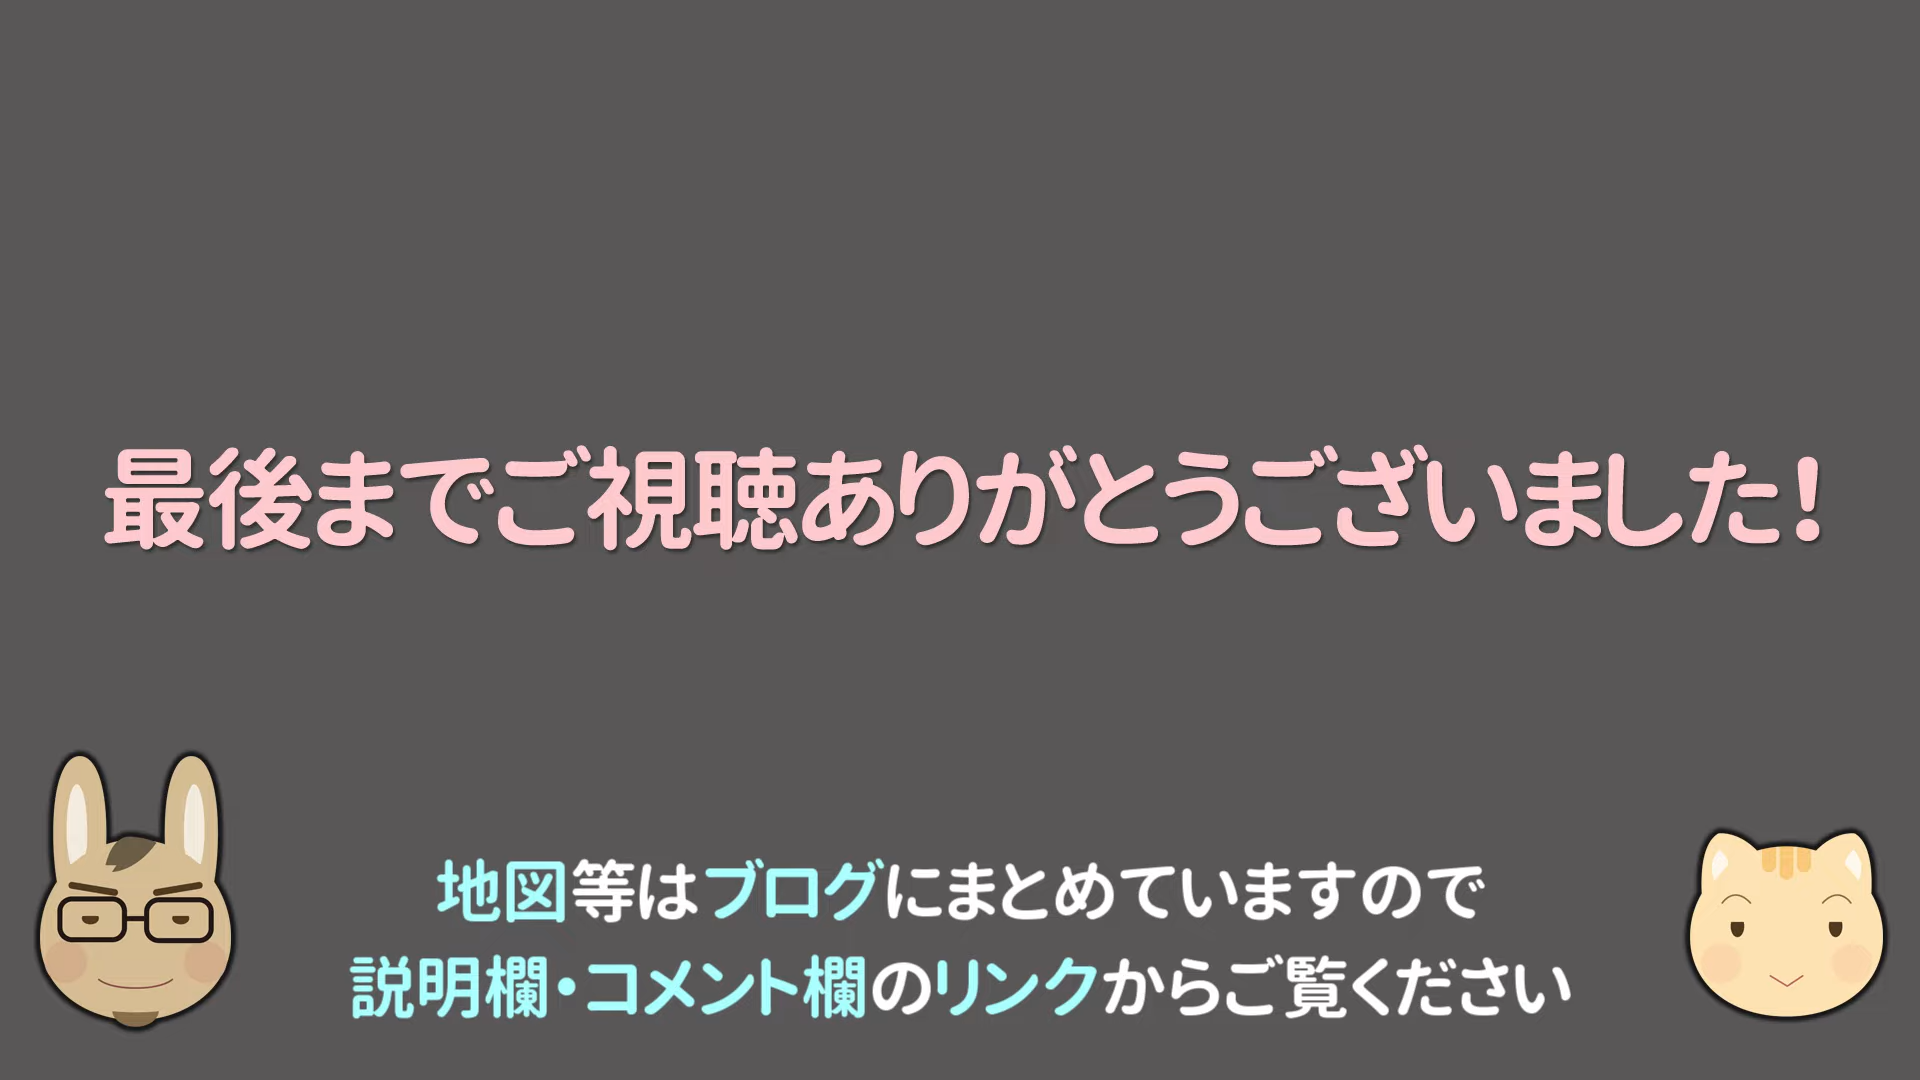 最後までご視聴ありがとうございました!
地図等はブログにまとめていますので
説明欄・コメント欄のリンクからご覧ください